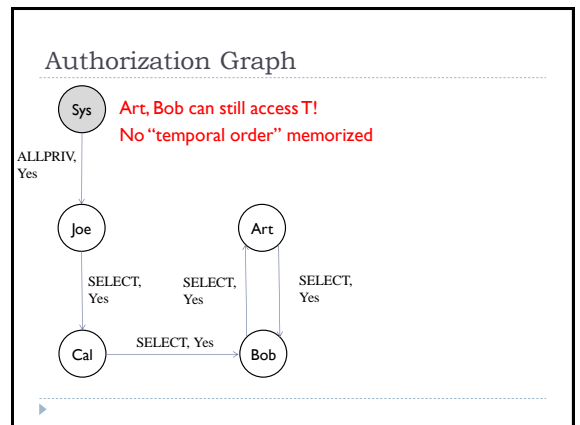 Authorization Graph
Sys
Art, Bob can still access T!
No “temporal order” memorized
ALLPRIV,
Yes
Joe
Art
SELECT,
Yes
SELECT,
Yes
SELECT,
Yes
SELECT, Yes
Cal
Bob